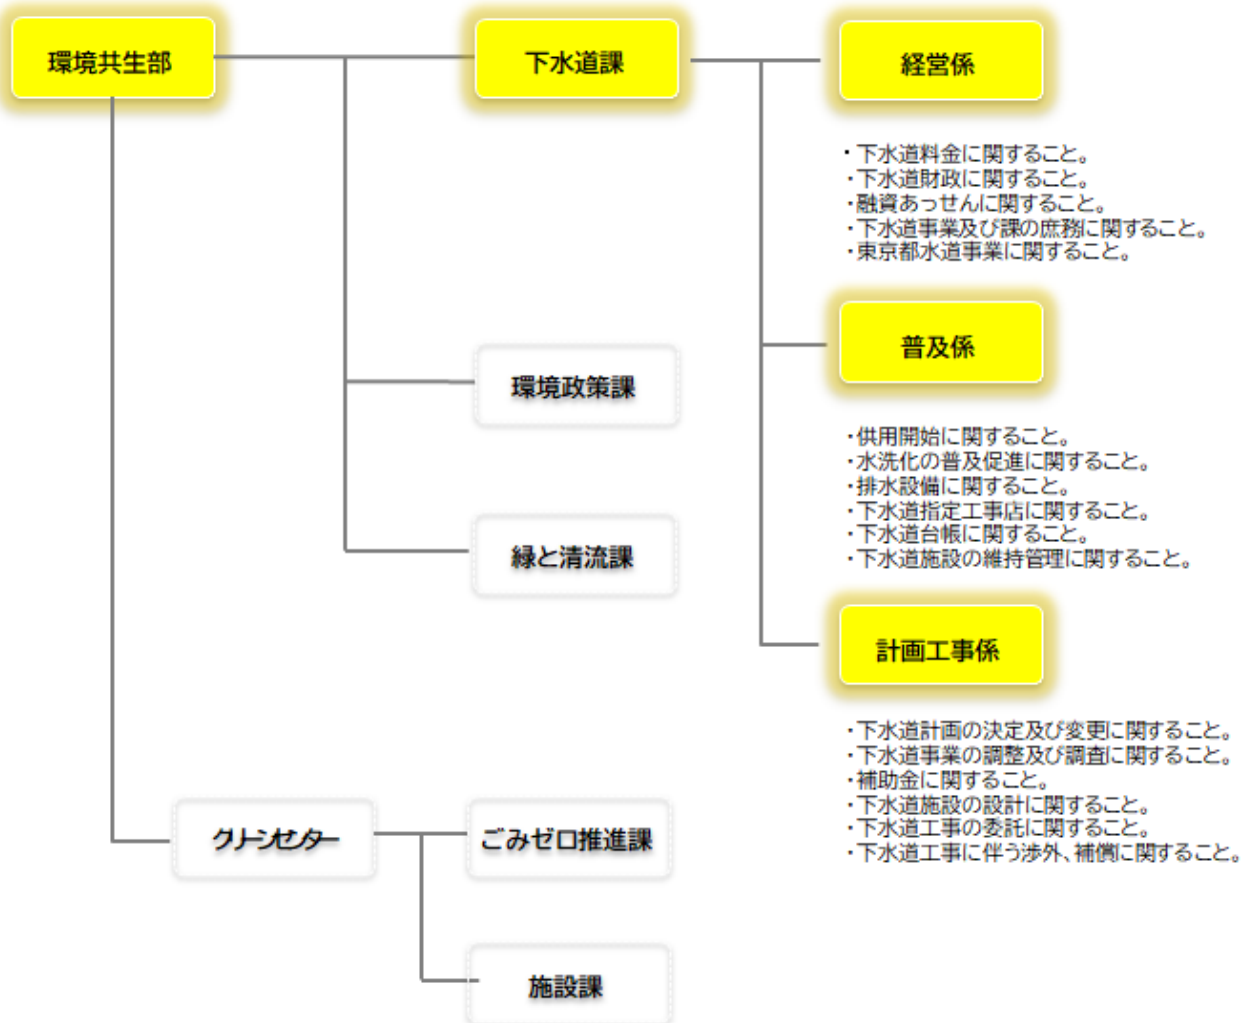 環境共生部
下水道課
経営係
・下水道料金に関すること。
・下水道財政に関すること。
・融資あっせんに関すること。
・下水道事業及び課の庶務に関すること。
・東京都水道事業に関すること。
普及係
環境政策課
・供用開始に関すること。
・水洗化の普及促進に関すること。
・排水設備に関すること。
・下水道指定工事店に関すること。
・下水道台帳に関すること。
・下水道施設の維持管理に関すること。
緑と清流課
計画工事係
・下水道計画の決定及び変更に関すること。
・下水道事業の調整及び調査に関すること。
・補助金に関すること。
・下水道施設の設計に関すること。
・下水道工事の委託に関すること。
・下水道工事に伴う渉外、補償に関すること。
グリーンセンター
ごみゼロ推進課
施設課